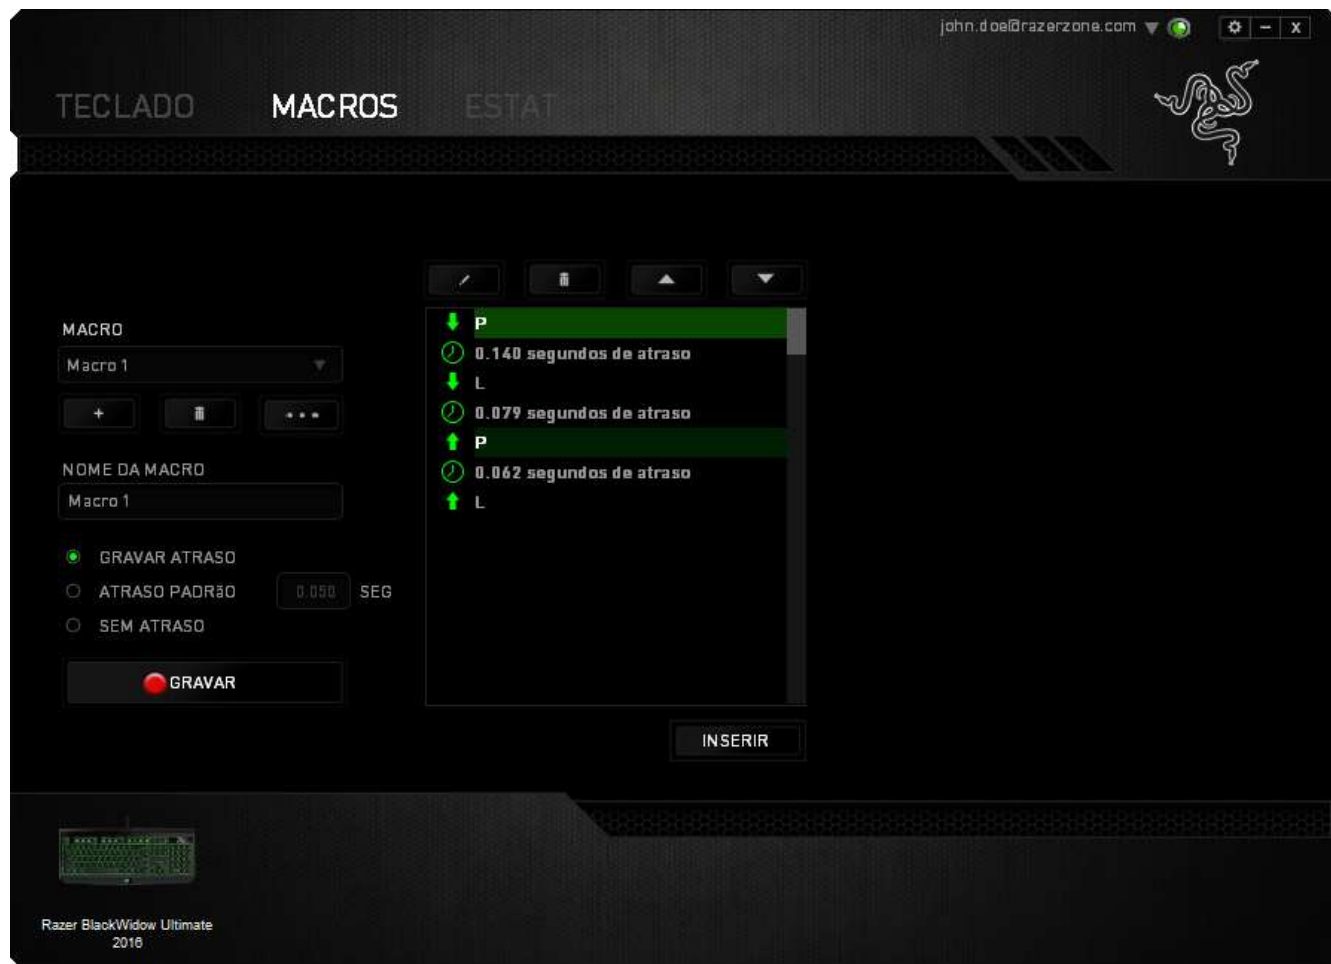 john.doe@razerzone.com
TECLADO MACROS ESTAT
MACRO
Macro 1
NOME DA MACRO
Macro 1
GRAVAR ATRASO
ATRASO PADRãO 0.050 SEG
SEM ATRASO
GRAVAR
P
0.140 segundos de atraso
L
0.079 segundos de atraso
P
0.062 segundos de atraso
L
INSERIR
Razer BlackWidow Ultimate
2016